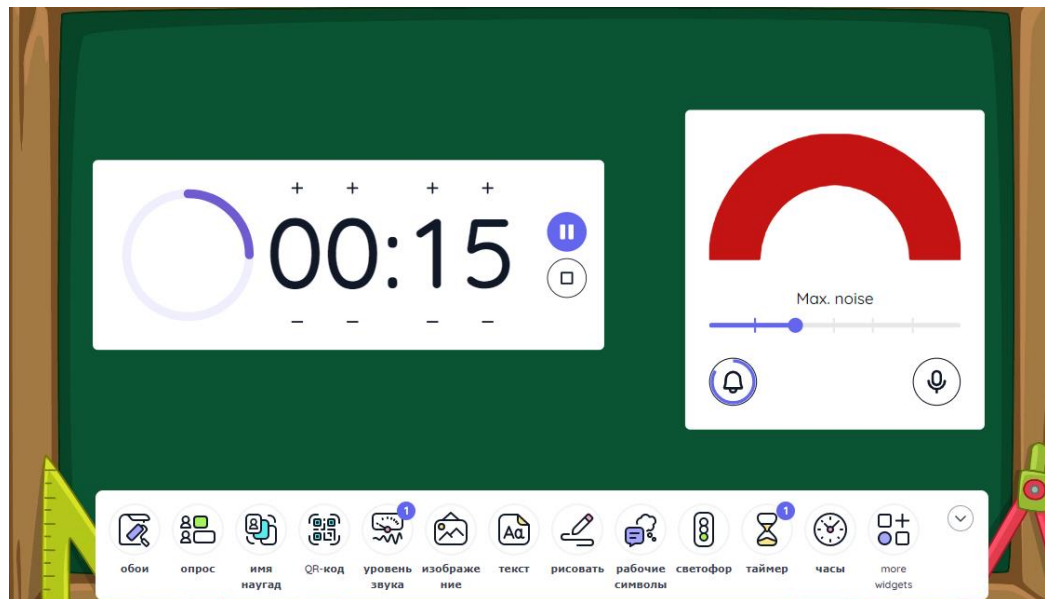 00:15
Max. noise
1
1
Aa
обои
опрос
имя
наугад
QR-код
уровень
звука
изображе
ние
текст
рисовать
рабочие
символы
светофор
таймер
часы
more
widgets